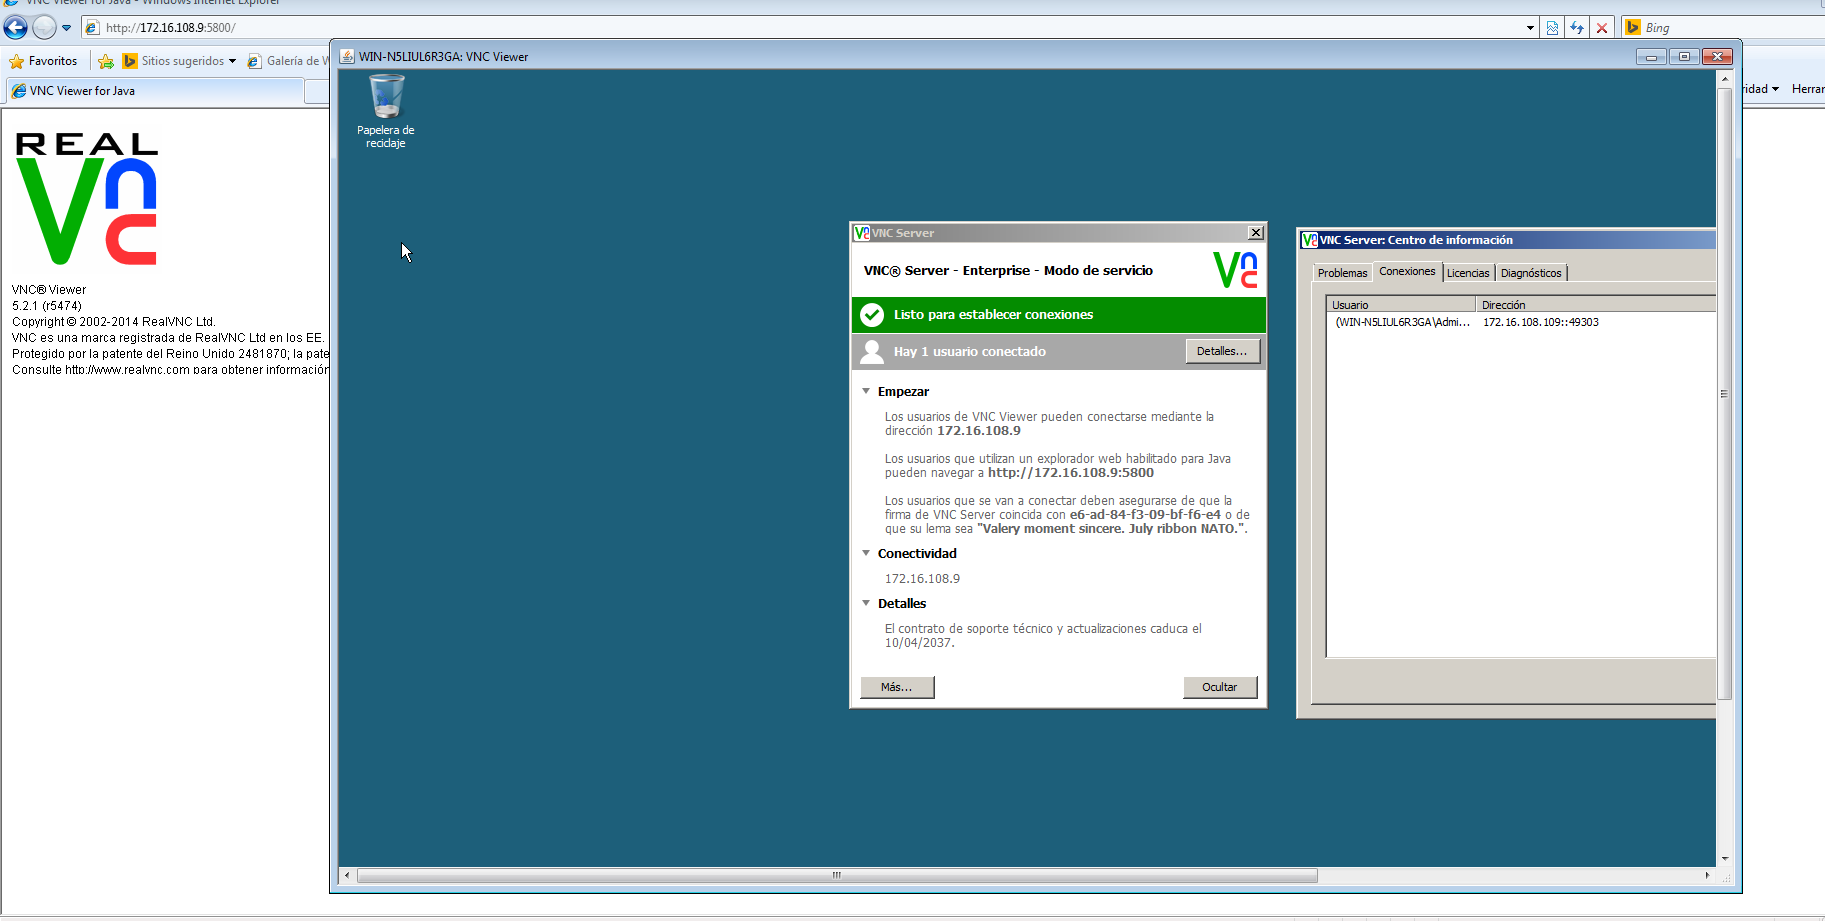 VNC Viewer for Java - Windows Internet Explorer
http://172.16.108.9:5800/
Bing
Favoritos
Sitios sugeridos
Galería de W
VNC Viewer for Java
ridad
Herrar
REAL
Vnc
VNC® Viewer
5.2.1 (r5474)
Copyright © 2002-2014 RealVNC Ltd.
VNC es una marca registrada de RealVNC Ltd en los EE.
Protegido por la patente del Reino Unido 2481870; la pate
Consulte http://www.realvnc.com para obtener información
WIN-N5LIUL6R3GA: VNC Viewer
Papelera de
reciclaje
VNC Server
VNC® Server - Enterprise - Modo de servicio
Vnc
Listo para establecer conexiones
Hay 1 usuario conectado
Detalles...
Empezar
Los usuarios de VNC Viewer pueden conectarse mediante la
dirección 172.16.108.9
Los usuarios que utilizan un explorador web habilitado para Java
pueden navegar a http://172.16.108.9:5800
Los usuarios que se van a conectar deben asegurarse de que la
firma de VNC Server coincida con e6-ad-84-f3-09-bf-f6-e4 o de
que su lema sea "Valery moment sincere. July ribbon NATO.".
Conectividad
172.16.108.9
Detalles
El contrato de soporte técnico y actualizaciones caduca el
10/04/2037.
Más...
Ocultar
VNC Server: Centro de información
Problemas
Conexiones
Licencias
Diagnósticos
Usuario
Dirección
(WIN-N5LIUL6R3GA\Admi...
172.16.108.109::49303